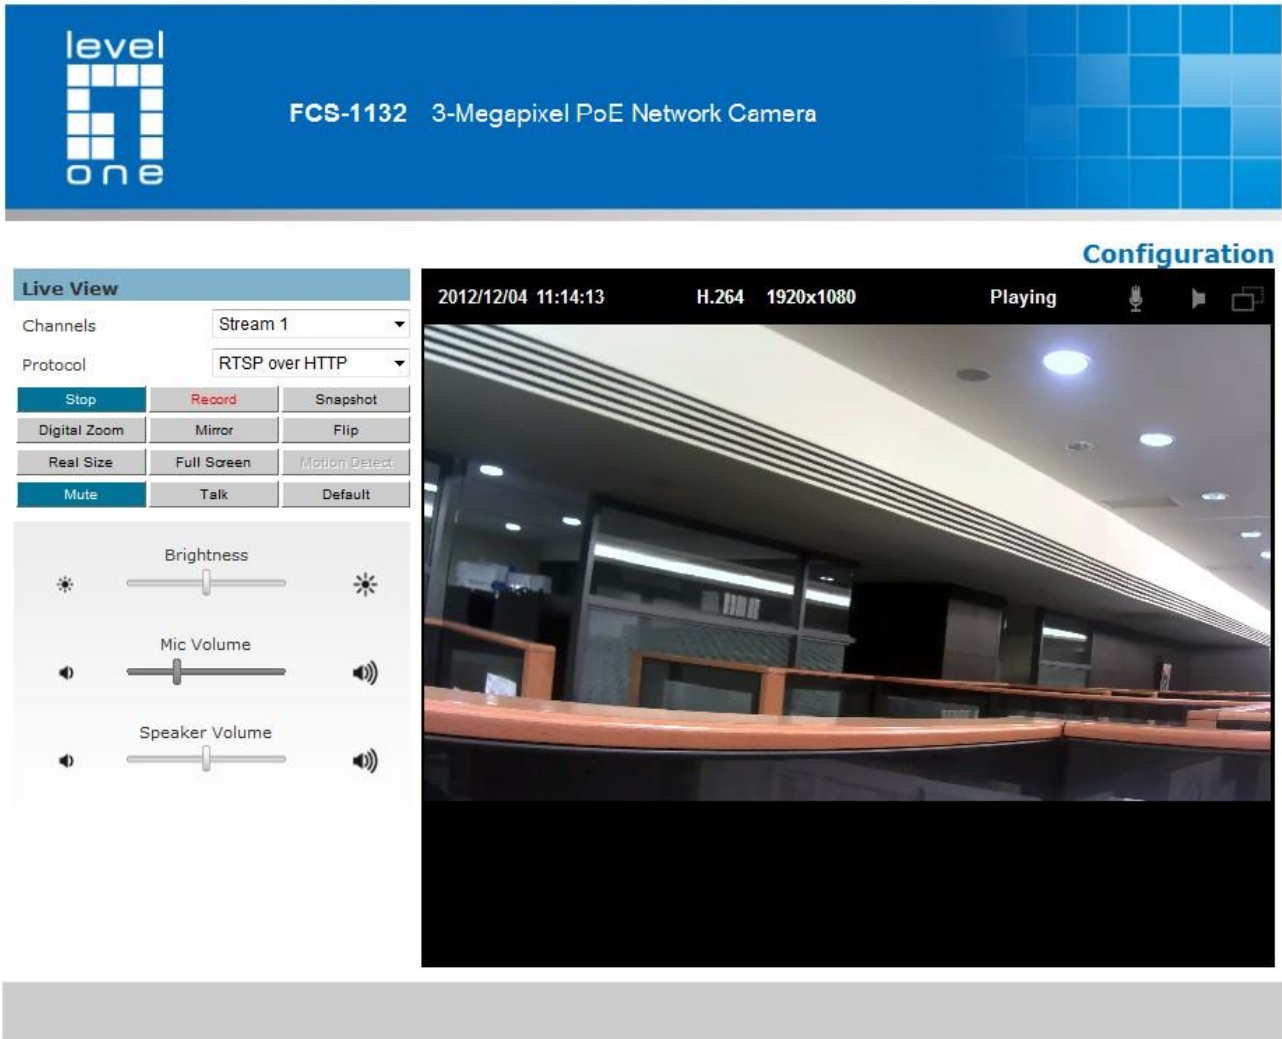 level
one
FCS-1132 3-Megapixel PoE Network Camera
Configuration
Live View
Channels Stream 1
Protocol RTSP over HTTP
Stop Record Snapshot
Digital Zoom Mirror Flip
Real Size Full Screen Motion Detect
Mute Talk Default
Brightness
Mic Volume
Speaker Volume
2012/12/04 11:14:13 H.264 1920x1080 Playing